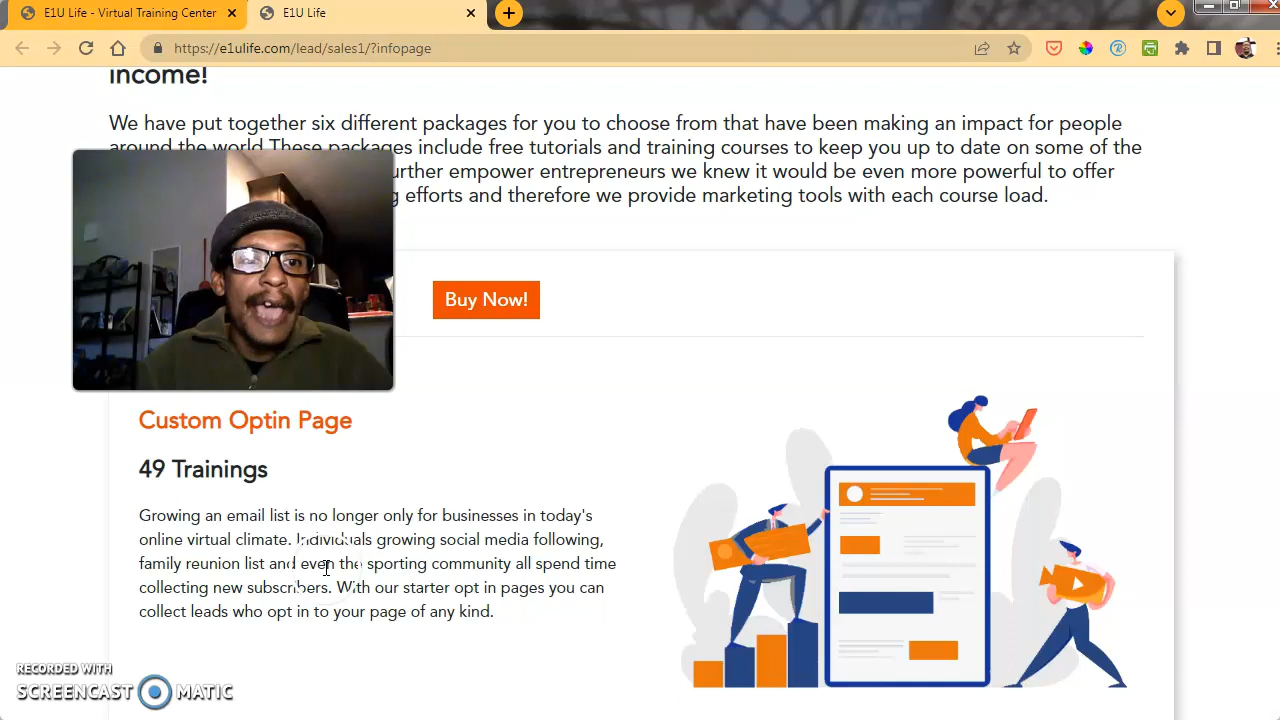 E1U Life - Virtual Training Center
E1U Life
https://e1ulife.com/lead/sales1/?infopage
income!
We have put together six different packages for you to choose from that have been making an impact for people
around the world These packages include free tutorials and training courses to keep you up to date on some of the
urther empower entrepreneurs we knew it would be even more powerful to offer
efforts and therefore we provide marketing tools with each course load.
Buy Now!
Custom Optin Page
49 Trainings
Growing an email list is no longer only for businesses in today's
online virtual climate. Individuals growing social media following,
family reunion list and even the sporting community all spend time
collecting new subscribers. With our starter opt in pages you can
collect leads who opt in to your page of any kind.
RECORDED WITH
SCREENCAST MATIC